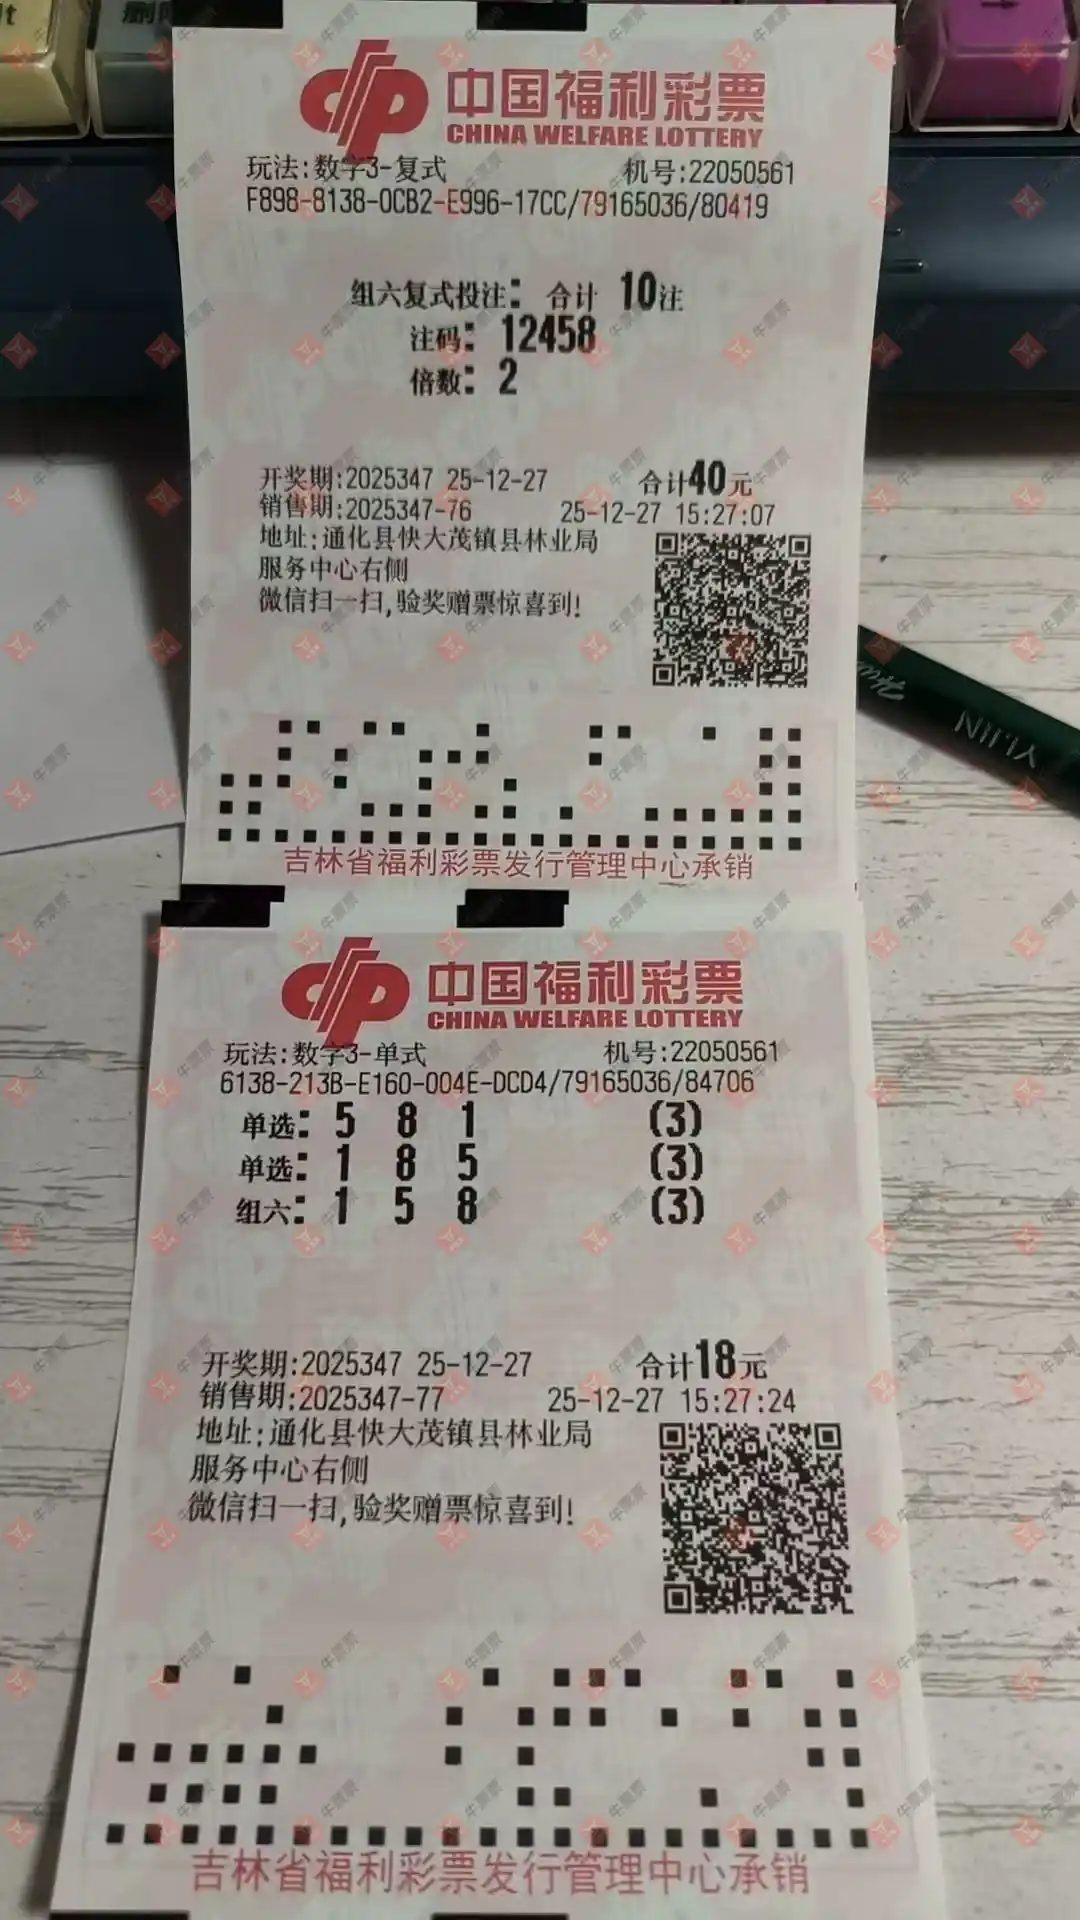 中国福利彩票
CHINA WELFARE LOTTERY
玩法:数字3-复式 机号:22050561
F898-8138-0CB2-E996-17CC/79165036/80419
组六复式投注: 合计 10注
注码: 12458
倍数: 2
开奖期:2025347 25-12-27 合计40元
销售期:2025347-76 25-12-27 15:27:07
地址:通化县快大茂镇县林业局
服务中心右侧
微信扫一扫,验奖赠票惊喜到!
YIJIN
吉林省福利彩票发行管理中心承销
中国福利彩票
CHINA WELFARE LOTTERY
玩法:数字3-单式 机号:22050561
6138-213B-E160-004E-DCD4/79165036/84706
单选: 5 8 1 (3)
单选: 1 8 5 (3)
组六: 1 5 8 (3)
开奖期:2025347 25-12-27 合计18元
销售期:2025347-77 25-12-27 15:27:24
地址:通化县快大茂镇县林业局
服务中心右侧
微信扫一扫,验奖赠票惊喜到!
吉林省福利彩票发行管理中心承销